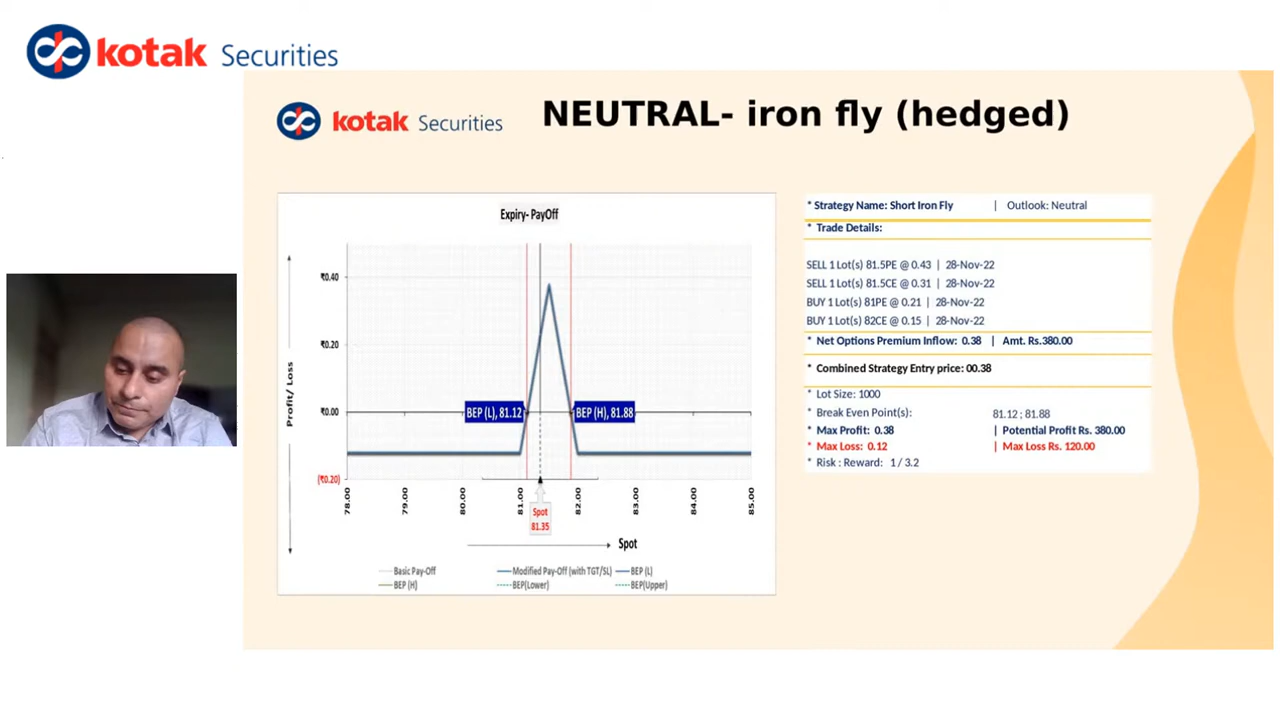 kotak Securities
kotak Securities
NEUTRAL- iron fly (hedged)
Expiry- PayOff
Profit/ Loss
₹0.40
₹0.20
₹0.00
(₹0.20)
BEP (L), 81.12
BEP (H), 81.88
78.00
79.00
80.00
81.00
82.00
83.00
84.00
85.00
Spot
81.35
Spot
Basic Pay-Off
Modified Pay-Off (with TGT/SL)
BEP (L)
BEP (H)
BEP(Lower)
BEP(Upper)
* Strategy Name: Short Iron Fly | Outlook: Neutral
* Trade Details:
SELL 1 Lot(s) 81.5PE @ 0.43 | 28-Nov-22
SELL 1 Lot(s) 81.5CE @ 0.31 | 28-Nov-22
BUY 1 Lot(s) 81PE @ 0.21 | 28-Nov-22
BUY 1 Lot(s) 82CE @ 0.15 | 28-Nov-22
* Net Options Premium Inflow: 0.38 | Amt. Rs.380.00
* Combined Strategy Entry price: 00.38
* Lot Size: 1000
* Break Even Point(s): 81.12 ; 81.88
* Max Profit: 0.38 | Potential Profit Rs. 380.00
* Max Loss: 0.12 | Max Loss Rs. 120.00
* Risk : Reward: 1 / 3.2